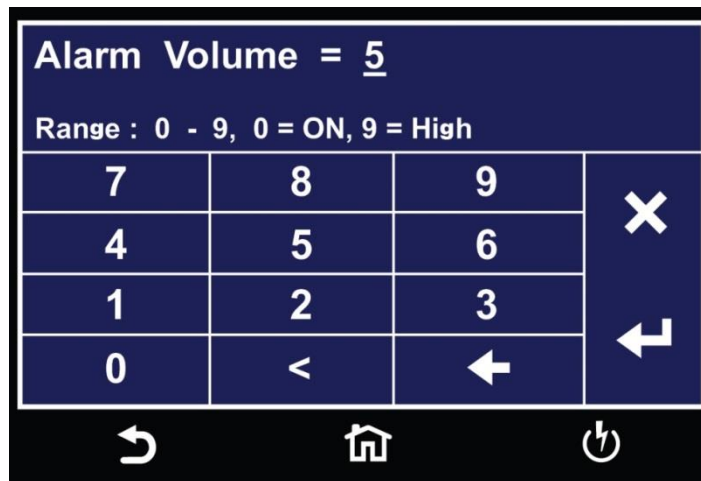 Alarm Volume = 5
Range : 0 - 9, 0 = ON, 9 = High
7 8 9
4 5 6
1 2 3
0 <